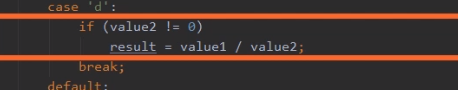 case 'd':
if (value2 != 0)
result = value1 / value2;
break;
default: